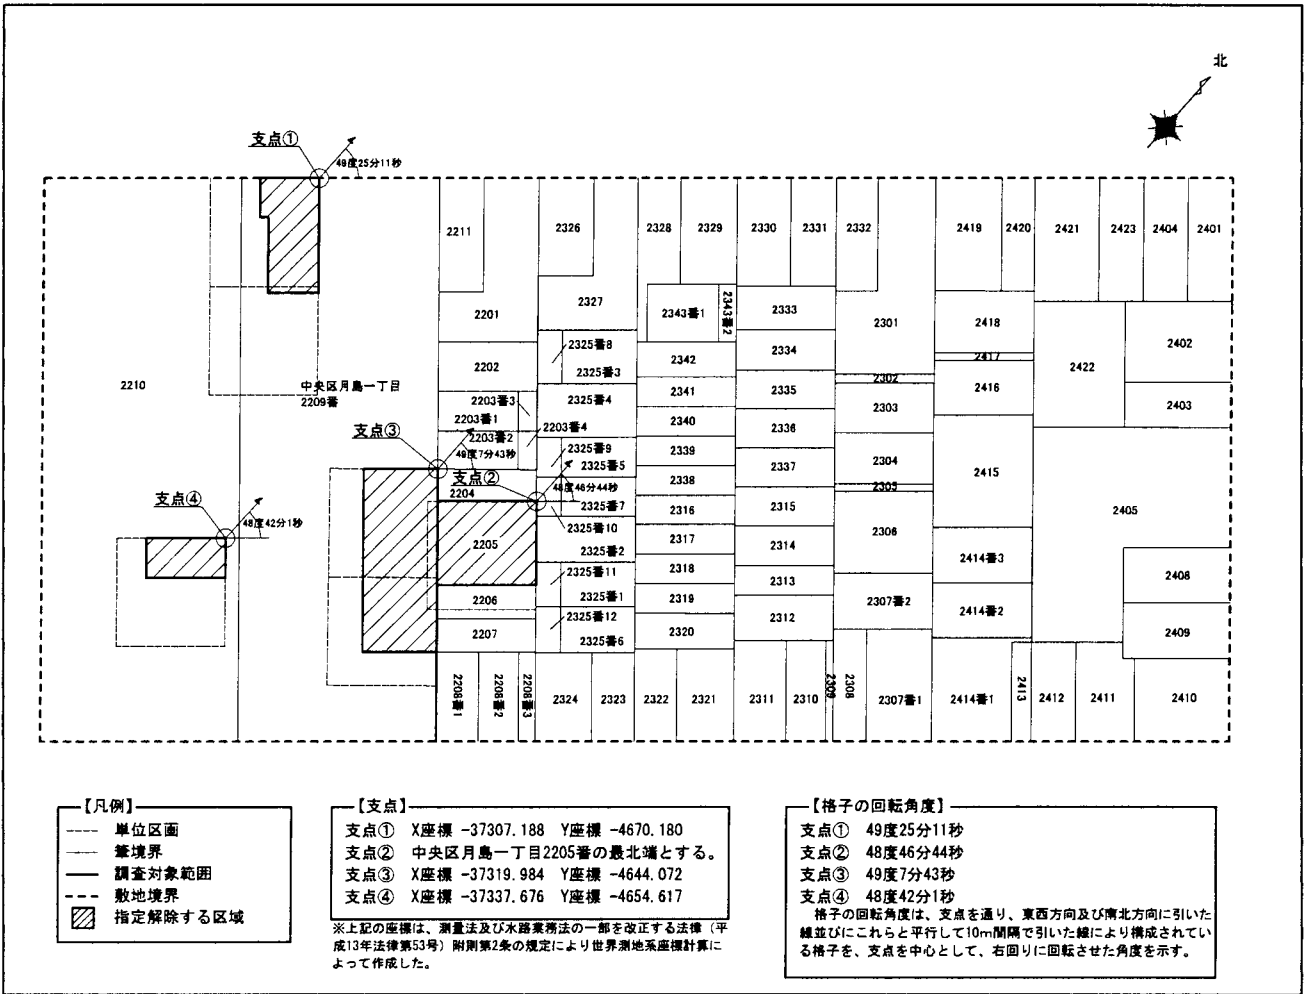 北
支点①
49度25分11秒
2211
2326
2328
2329
2330
2331
2332
2419
2420
2421
2423
2404
2401
2201
2327
2343番1
2343番2
2333
2301
2418
2402
2202
2325番8
2325番3
2342
2334
2417
2422
2210
中央区月島一丁目
2209番
2203番3
2203番1
2325番4
2341
2335
2302
2303
2416
2403
支点③
2203番2
2203番4
2340
2336
49度7分43秒
2325番9
2325番5
2339
2337
2304
2415
支点②
48度46分44秒
2338
2305
支点④
2204
2325番7
2316
2315
2405
48度42分1秒
2205
2325番10
2325番2
2317
2314
2306
2414番3
2408
2325番11
2318
2313
2206
2325番1
2319
2307番2
2414番2
2409
2207
2325番12
2325番6
2320
2312
2208番1
2208番2
2208番3
2324
2323
2322
2321
2311
2310
2309
2308
2307番1
2414番1
2413
2412
2411
2410
【凡例】
単位区画
筆境界
調査対象範囲
敷地境界
指定解除する区域
【支点】
支点① X座標 -37307.188 Y座標 -4670.180
支点② 中央区月島一丁目2205番の最北端とする。
支点③ X座標 -37319.984 Y座標 -4644.072
支点④ X座標 -37337.676 Y座標 -4654.617
※上記の座標は、測量法及び水路業務法の一部を改正する法律（平
成13年法律第53号）附則第2条の規定により世界測地系座標計算に
よって作成した。
【格子の回転角度】
支点① 49度25分11秒
支点② 48度46分44秒
支点③ 49度7分43秒
支点④ 48度42分1秒
格子の回転角度は、支点を通り、東西方向及び南北方向に引いた
線並びにこれらと平行して10m間隔で引いた線により構成されてい
る格子を、支点を中心として、右回りに回転させた角度を示す。